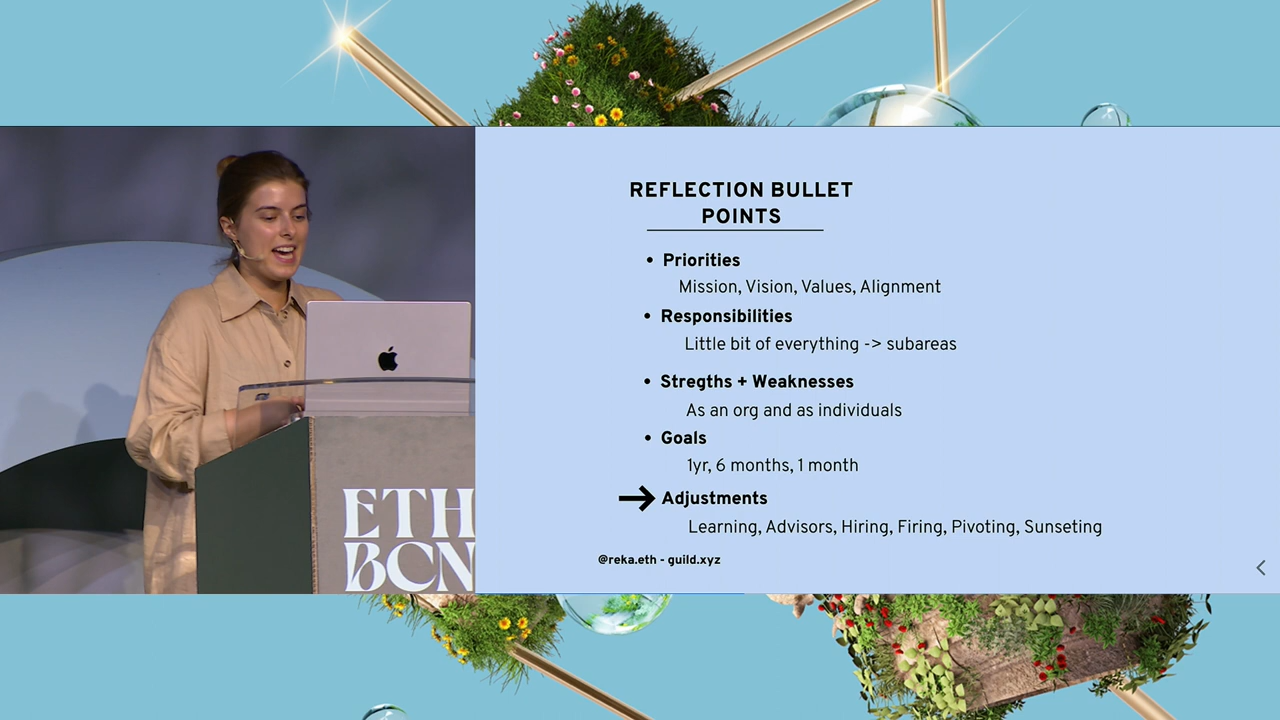 REFLECTION BULLET
POINTS
• Priorities
Mission, Vision, Values, Alignment
• Responsibilities
Little bit of everything -> subareas
• Stregths + Weaknesses
As an org and as individuals
• Goals
1yr, 6 months, 1 month
Adjustments
Learning, Advisors, Hiring, Firing, Pivoting, Sunseting
@reka.eth - guild.xyz
ETH
BCN